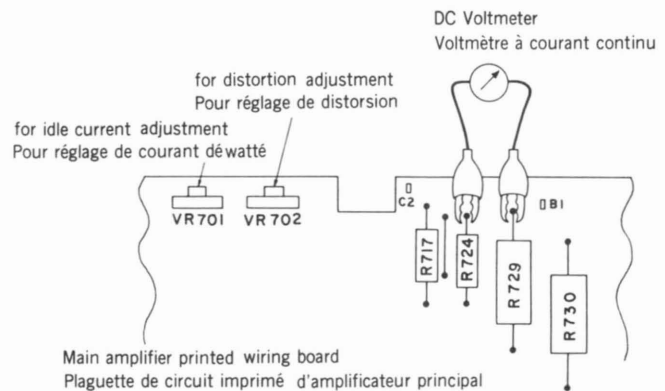 DC Voltmeter
Voltmètre à courant continu
for distortion adjustment
Pour réglage de distorsion
for idle current adjustment
Pour réglage de courant déwatté
VR701
VR702
C2
B1
R717
R724
R729
R730
Main amplifier printed wiring board
Plaguette de circuit imprimé d'amplificateur principal